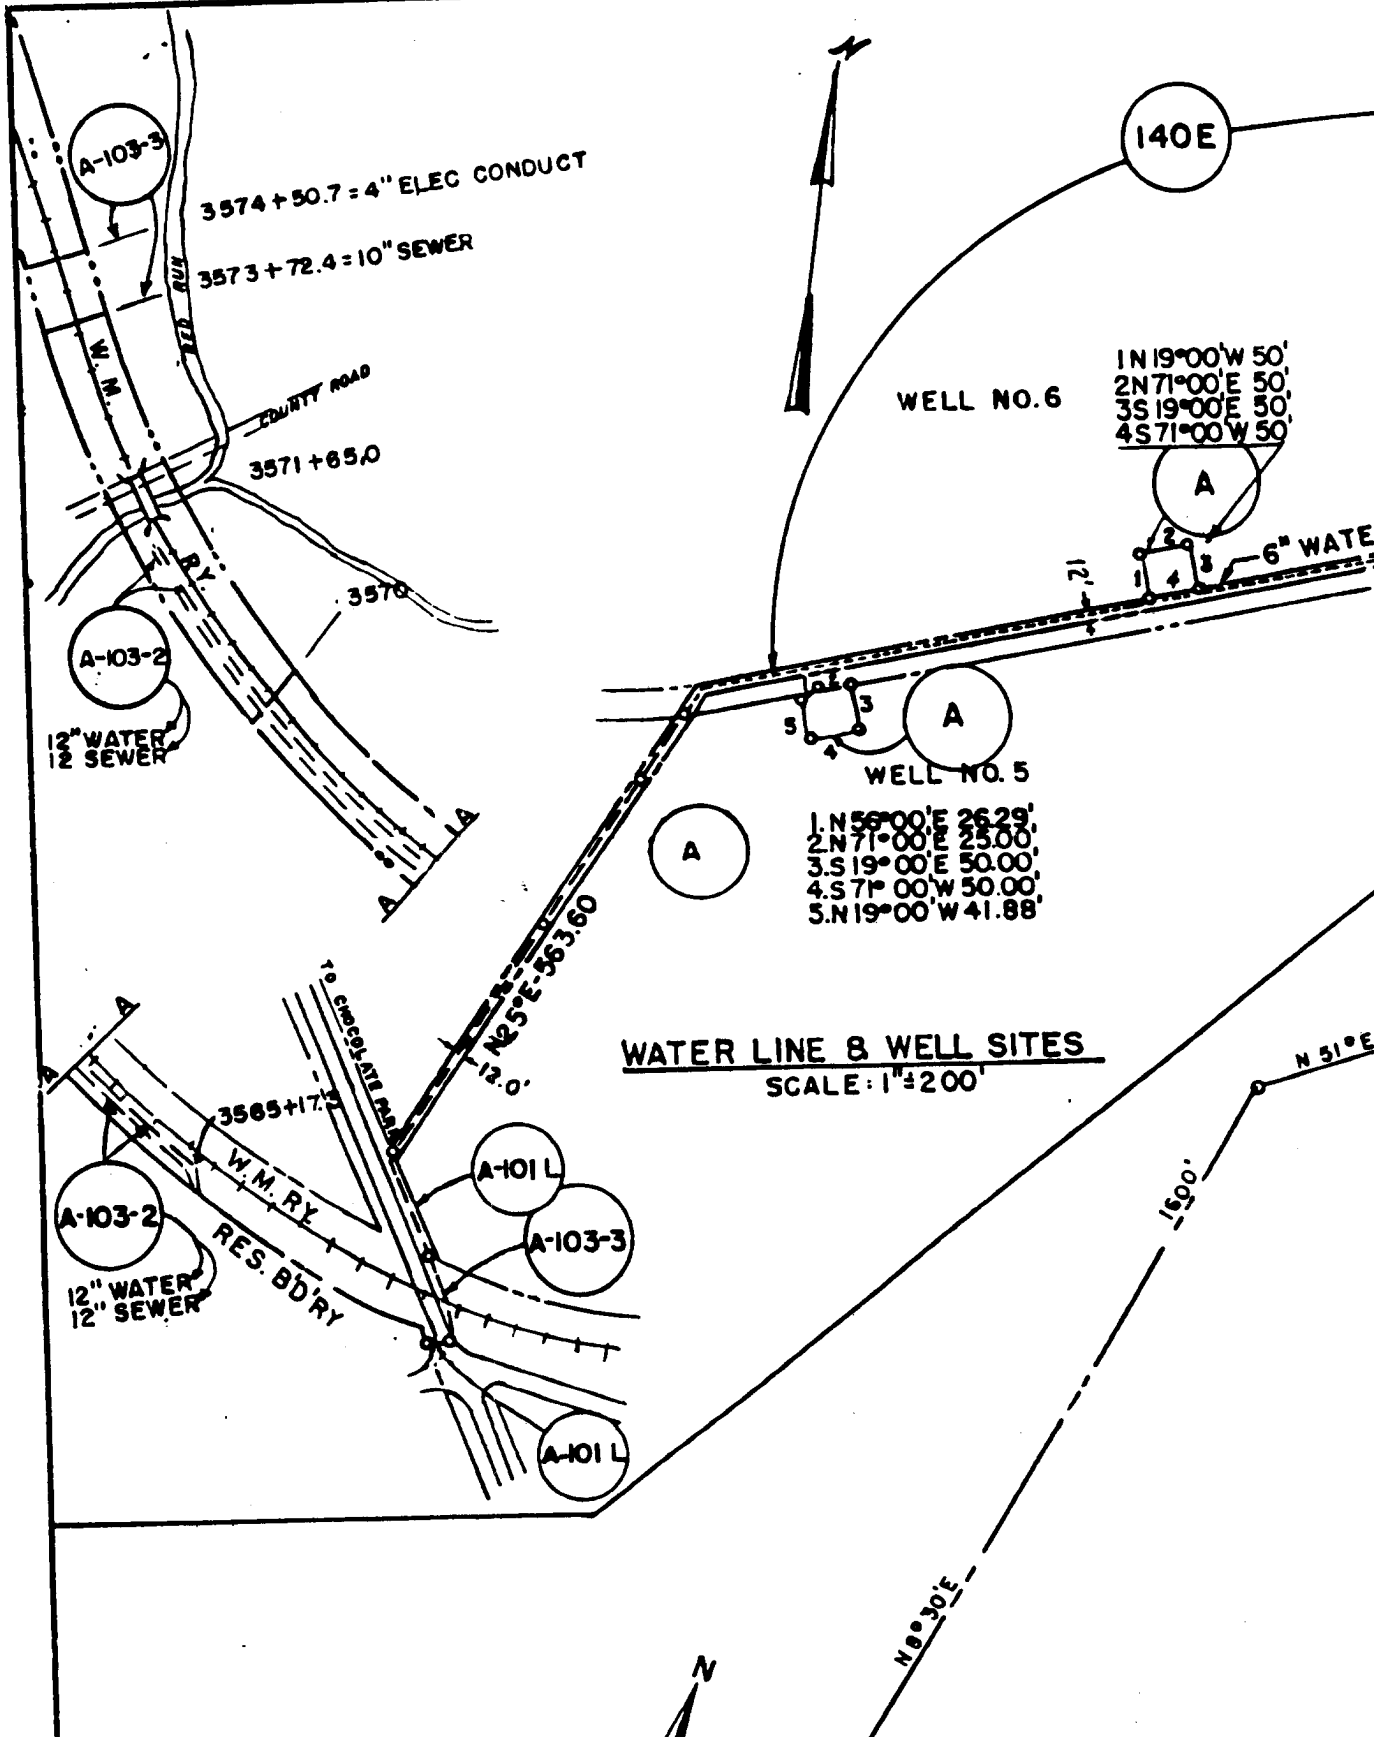 N
140E
A-103-3
3574+50.7=4" ELEC CONDUCT
3573+72.4=10" SEWER
RED RUN
W. M.
COUNTY ROAD
3571+65.0
RY.
3570
A-103-2
12" WATER
12 SEWER
A
A
WELL NO. 6
1 N 19°00'W 50'
2 N 71°00'E 50'
3 S 19°00'E 50'
4 S 71°00'W 50'
A
1
2
3
4
6" WATE
12'
2
3
4
5
A
WELL NO. 5
1. N 56°00'E 26.29'
2. N 71°00'E 25.00'
3. S 19°00'E 50.00'
4. S 71°00'W 50.00'
5. N 19°00'W 41.88'
A
N25°E-563.60
12.0'
WATER LINE & WELL SITES
SCALE: 1"=200'
A
A
TO CHOCOLATE PARK
3565+17.5
W. M. RY.
RES. B'D'RY
A-103-2
12" WATER
12" SEWER
A-101 L
A-103-3
A-101 L
N 51°E
1600'
N8°30'E
N